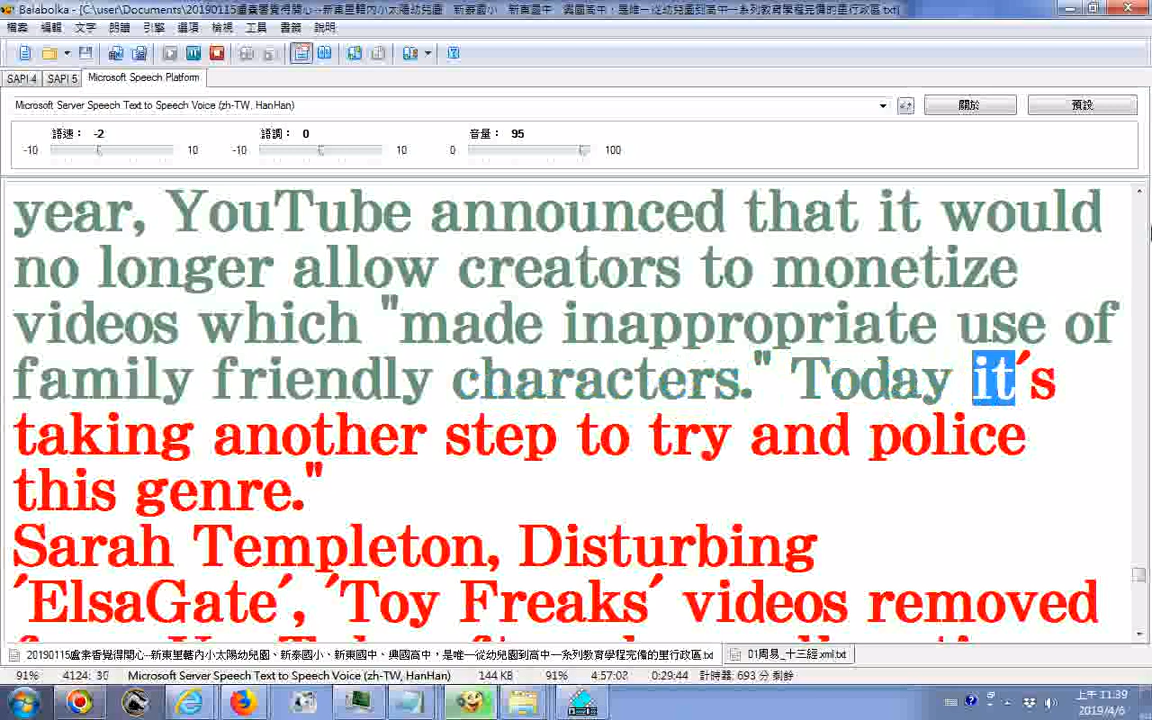 Balabolka - [C:\user\Documents\20190115盧彙香覺得開心--新東里轄內小太陽幼兒園、新泰國小、新東國中、興國高中，是唯一從幼兒園到高中一系列教育學程完備的里行政區.txt]
檔案 編輯 文字 朗讀 引擎 選項 檢視 工具 書籤 說明
SAPI 4 SAPI 5 Microsoft Speech Platform
Microsoft Server Speech Text to Speech Voice (zh-TW, HanHan) 關於 預設
語速： -2 語調： 0 音量： 95
-10 10 -10 10 0 100
year, YouTube announced that it would
no longer allow creators to monetize
videos which "made inappropriate use of
family friendly characters." Today it´s
taking another step to try and police
this genre."
Sarah Templeton, Disturbing
´ElsaGate´, ´Toy Freaks´ videos removed
20190115盧彙香覺得開心--新東里轄內小太陽幼兒園、新泰國小、新東國中、興國高中，是唯一從幼兒園到高中一系列教育學程完備的里行政區.txt 01周易_十三經.xml.txt
91% 4124: 30 Microsoft Server Speech Text to Speech Voice (zh-TW, HanHan) 144 KB 91% 4:57:02 0:29:44 計時器: 693 分 剩餘
上午 11:39
2019/4/6